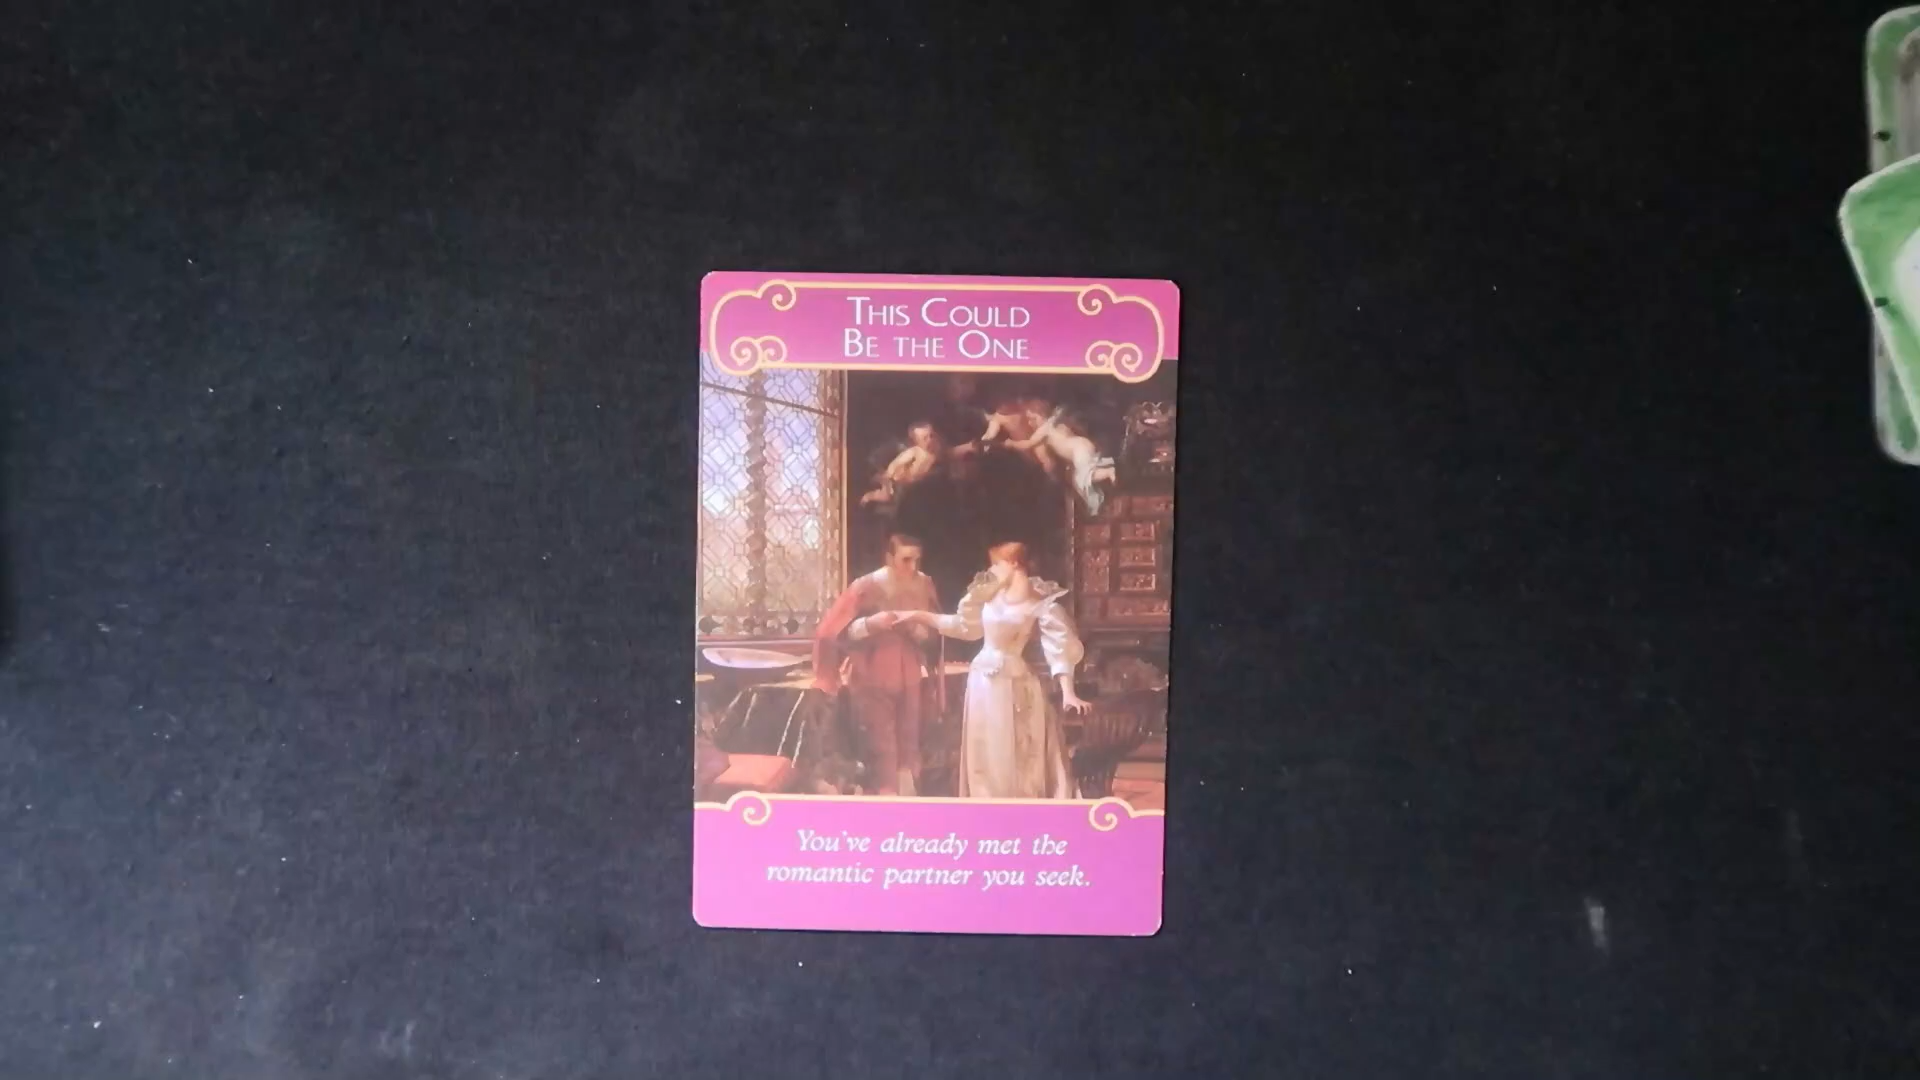 THIS COULD
BE THE ONE
You've already met the
romantic partner you seek.